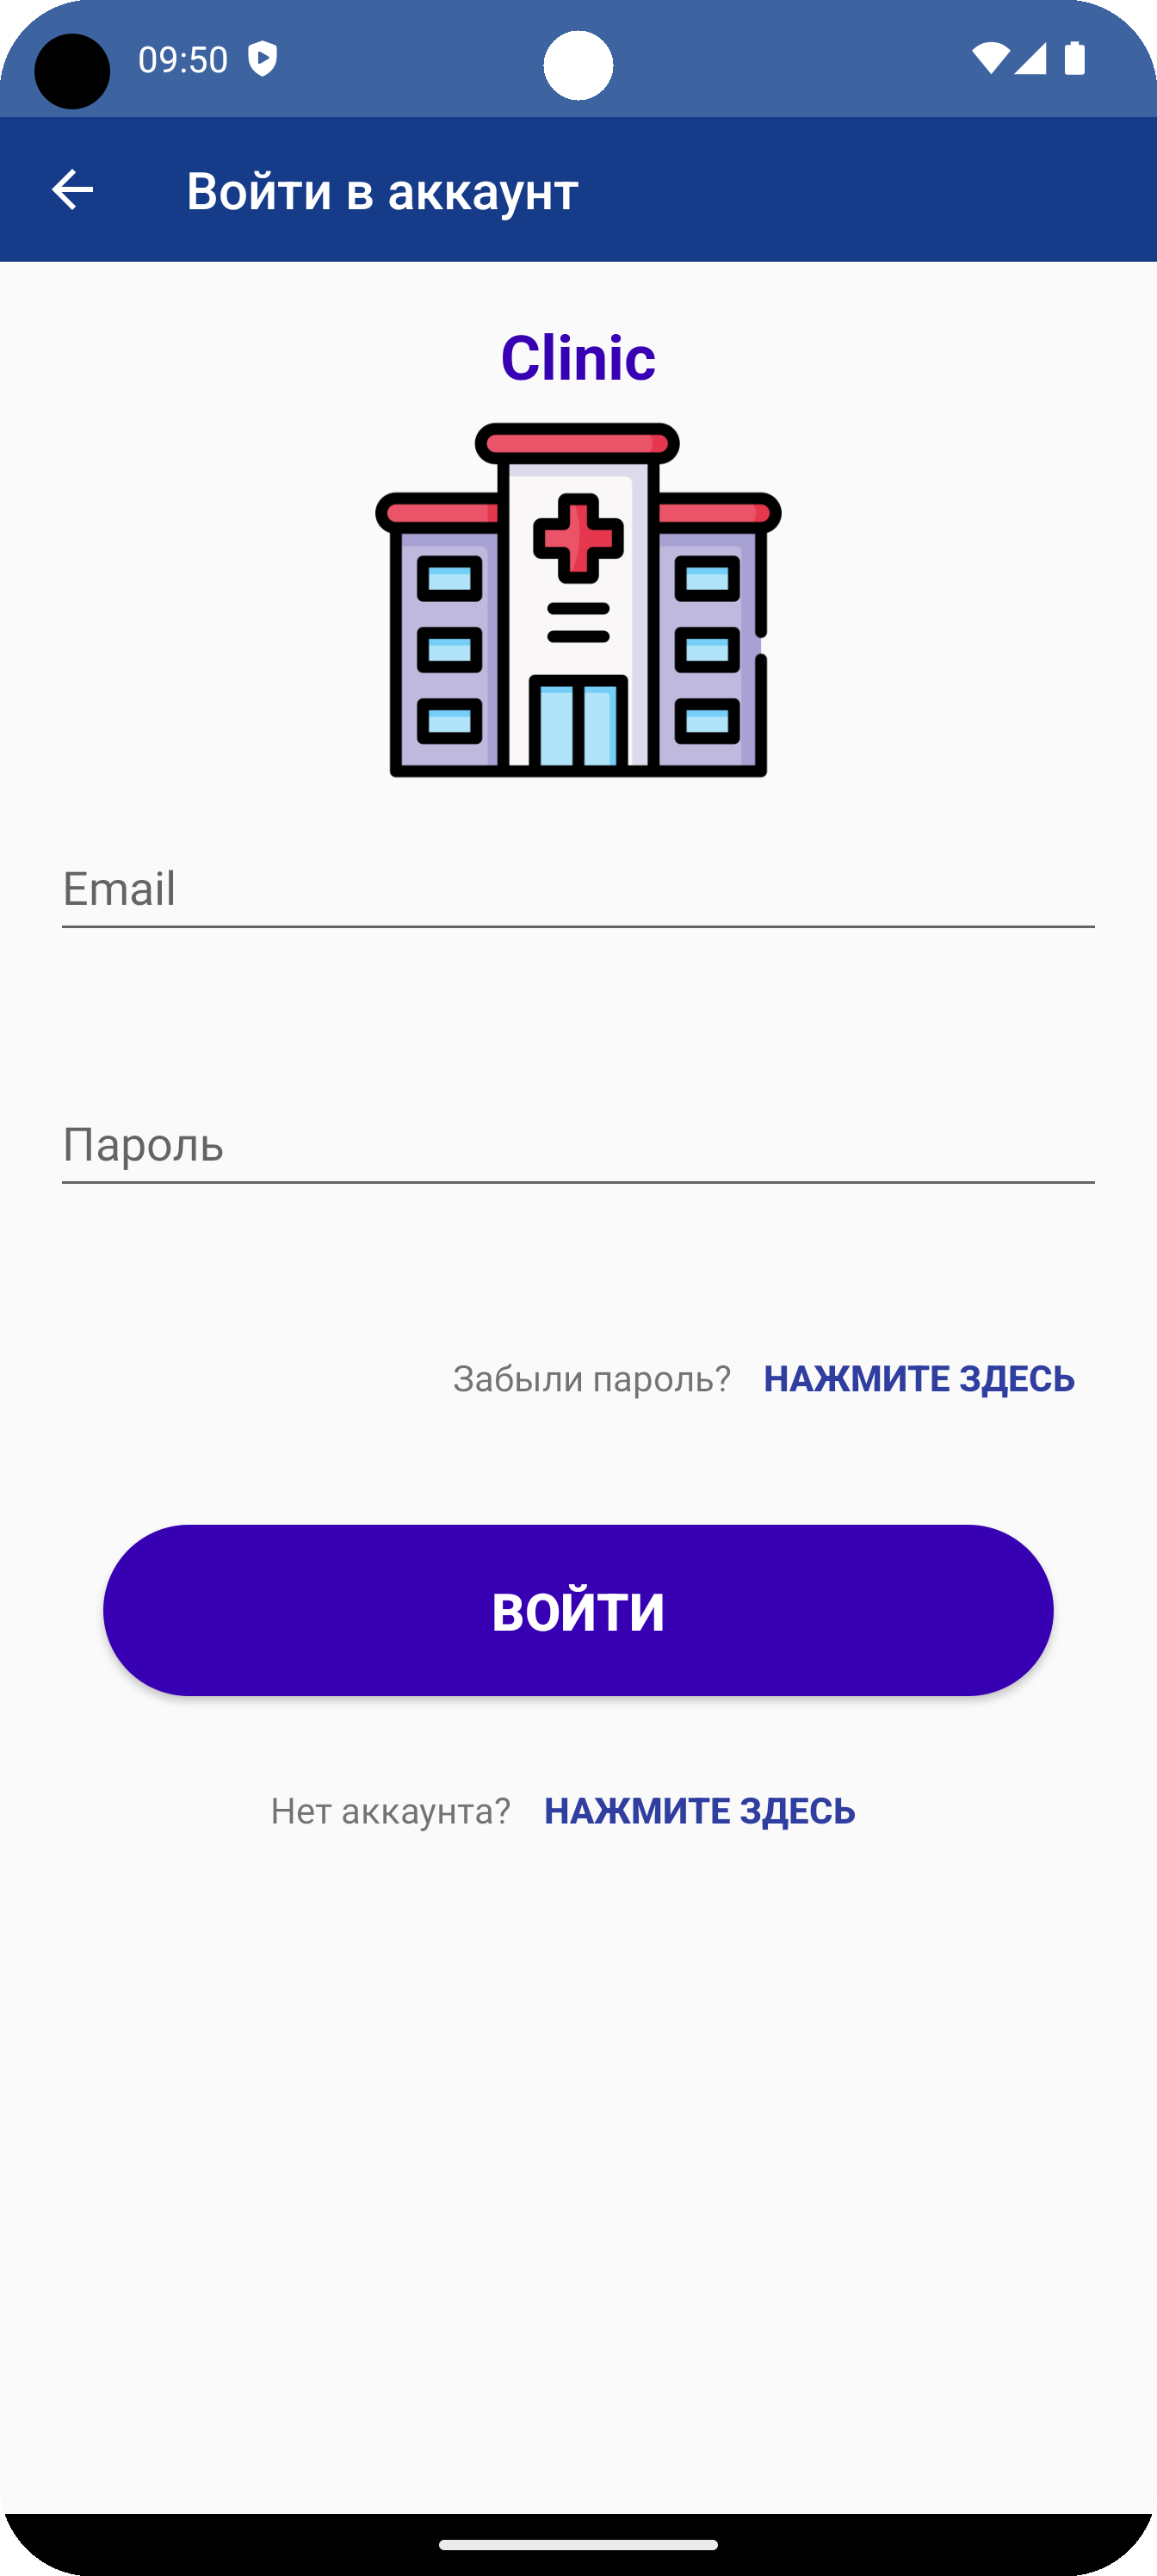 09:50
Войти в аккаунт
Clinic
Email
Пароль
Забыли пароль? НАЖМИТЕ ЗДЕСЬ
ВОЙТИ
Нет аккаунта? НАЖМИТЕ ЗДЕСЬ